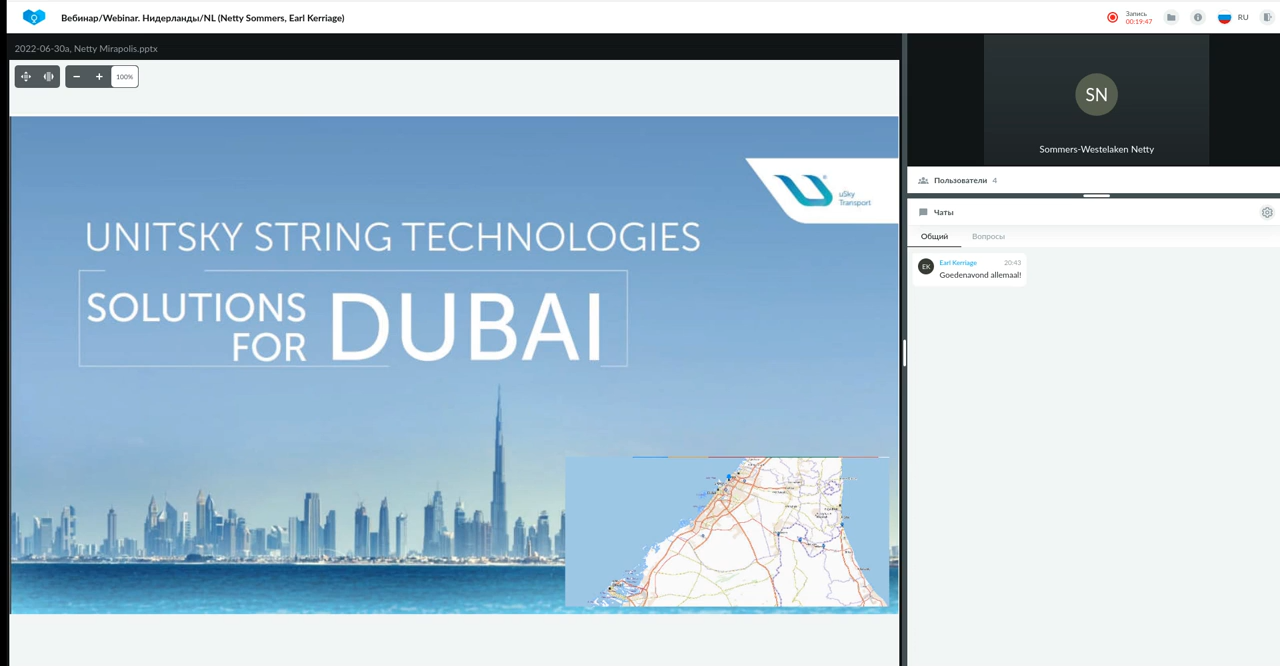 Вебинар/Webinar. Нидерланды/NL (Netty Sommers, Earl Kerriage)
Запись
00:19:47
RU
2022-06-30a, Netty Mirapolis.pptx
100%
uSky
Transport
UNITSKY STRING TECHNOLOGIES
SOLUTIONS
FOR DUBAI
SN
Sommers-Westelaken Netty
Пользователи 4
Чаты
Общий Вопросы
EK
Earl Kerriage 20:43
Goedenavond allemaal!